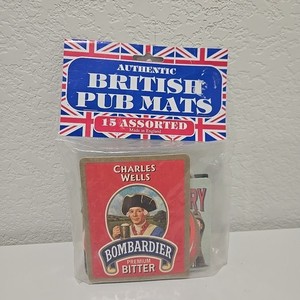 AUTHENTIC
BRITISH
PUB MATS
15 ASSORTED
Made in England
CHARLES
WELLS
BOMBARDIER
PREMIUM
BITTER